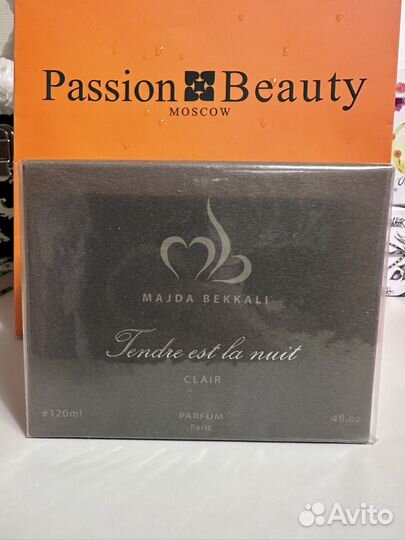 Passion Beauty
MOSCOW
MAJDA BEKKALI
Tendre est la nuit
CLAIR
e120ml
PARFUM
4fl.oz
Paris
Avito